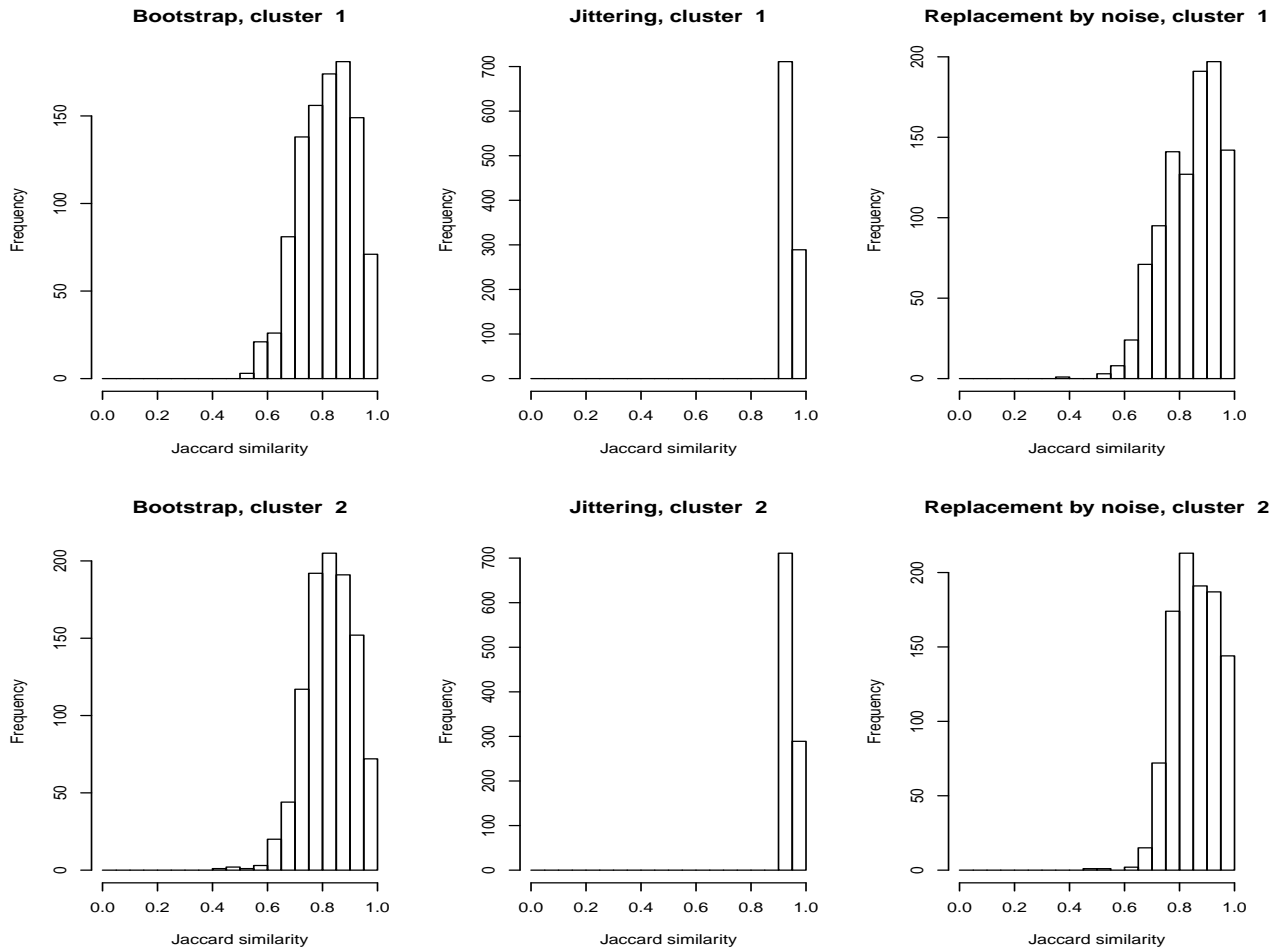 Bootstrap, cluster 1
Jittering, cluster 1
Replacement by noise, cluster 1
Frequency
0 50 100 150
0.0 0.2 0.4 0.6 0.8 1.0
Jaccard similarity
Frequency
0 100 200 300 400 500 600 700
0.0 0.2 0.4 0.6 0.8 1.0
Jaccard similarity
Frequency
0 50 100 150 200
0.0 0.2 0.4 0.6 0.8 1.0
Jaccard similarity
Bootstrap, cluster 2
Jittering, cluster 2
Replacement by noise, cluster 2
Frequency
0 50 100 150 200
0.0 0.2 0.4 0.6 0.8 1.0
Jaccard similarity
Frequency
0 100 200 300 400 500 600 700
0.0 0.2 0.4 0.6 0.8 1.0
Jaccard similarity
Frequency
0 50 100 150 200
0.0 0.2 0.4 0.6 0.8 1.0
Jaccard similarity